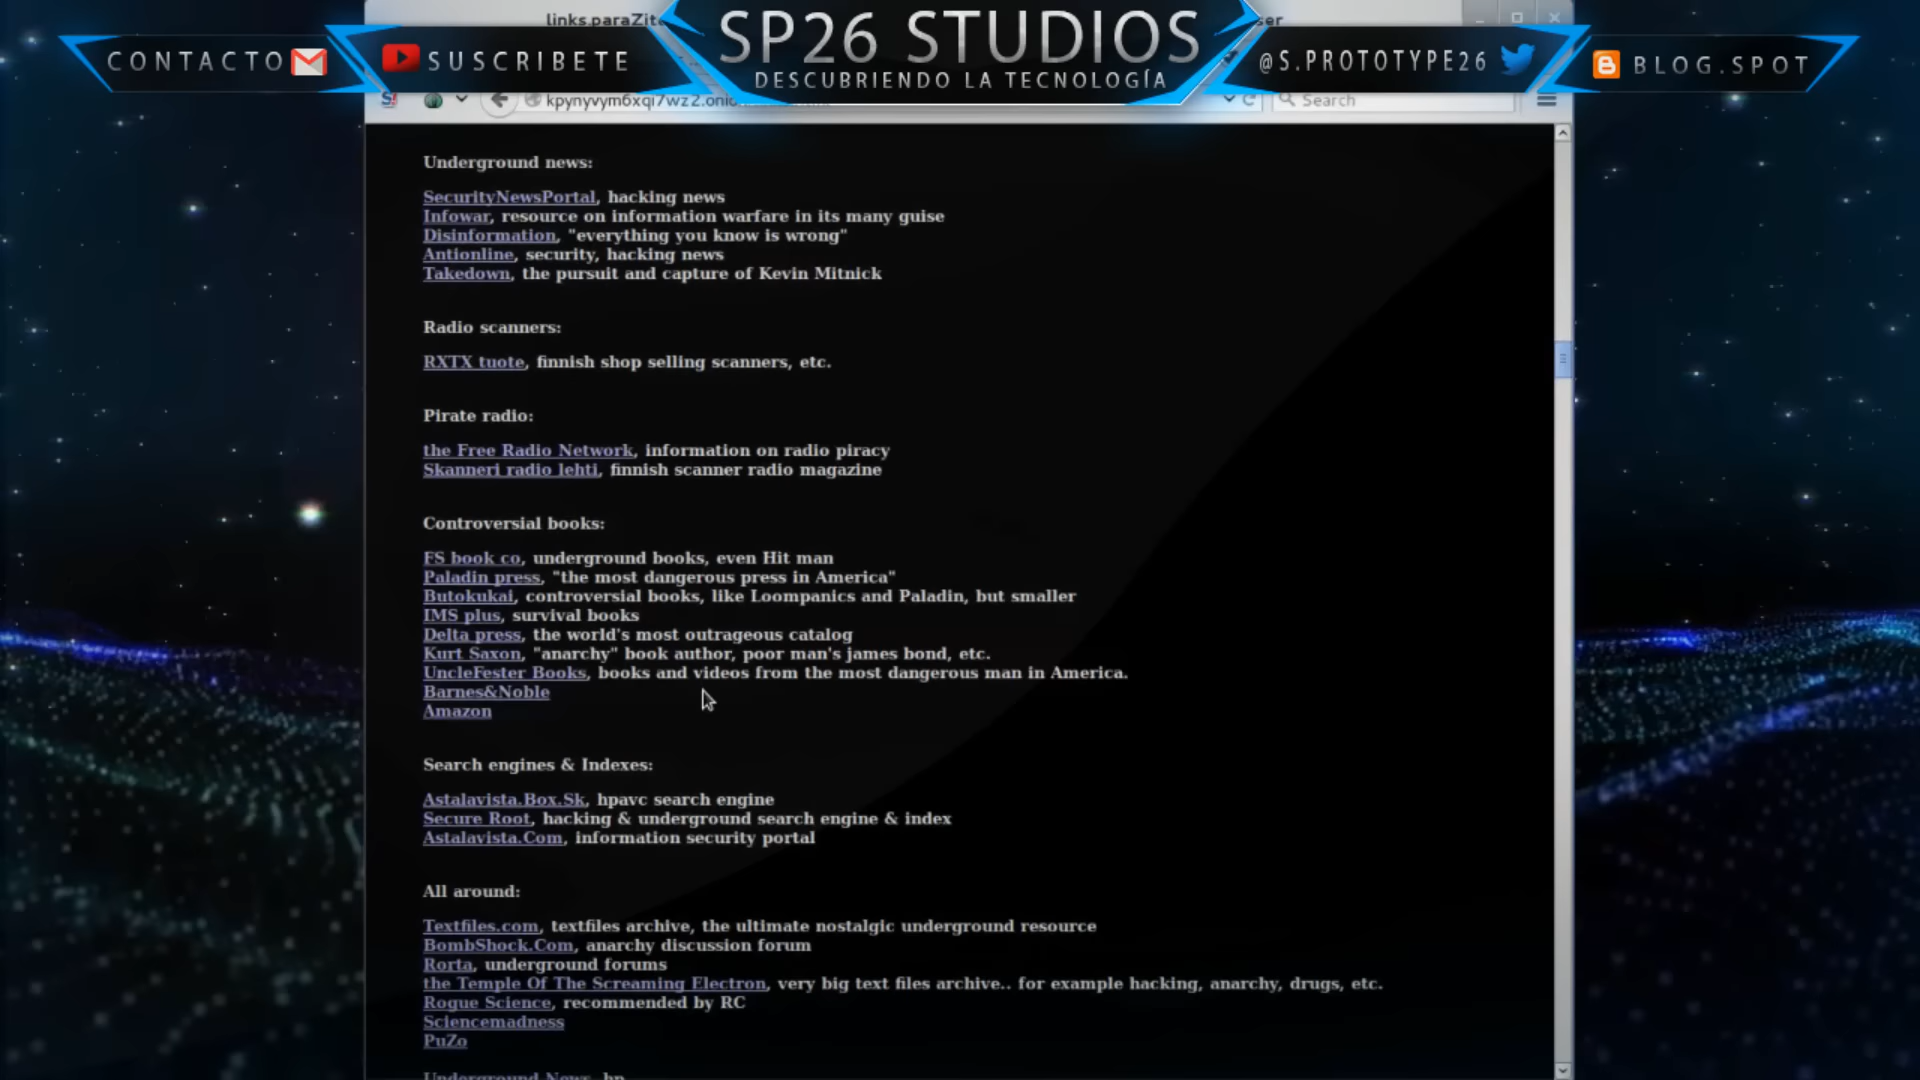 links.paraZite
ser
SP26 STUDIOS
DESCUBRIENDO LA TECNOLOGÍA
CONTACTO
SUSCRIBETE
@S.PROTOTYPE26
BLOG.SPOT
kpynyvym6xqi7wz2.onio
Search
Underground news:
SecurityNewsPortal, hacking news
Infowar, resource on information warfare in its many guise
Disinformation, "everything you know is wrong"
Antionline, security, hacking news
Takedown, the pursuit and capture of Kevin Mitnick
Radio scanners:
RXTX tuote, finnish shop selling scanners, etc.
Pirate radio:
the Free Radio Network, information on radio piracy
Skanneri radio lehti, finnish scanner radio magazine
Controversial books:
FS book co, underground books, even Hit man
Paladin press, "the most dangerous press in America"
Butokukai, controversial books, like Loompanics and Paladin, but smaller
IMS plus, survival books
Delta press, the world's most outrageous catalog
Kurt Saxon, "anarchy" book author, poor man's james bond, etc.
UncleFester Books, books and videos from the most dangerous man in America.
Barnes&Noble
Amazon
Search engines & Indexes:
Astalavista.Box.Sk, hpavc search engine
Secure Root, hacking & underground search engine & index
Astalavista.Com, information security portal
All around:
Textfiles.com, textfiles archive, the ultimate nostalgic underground resource
BombShock.Com, anarchy discussion forum
Rorta, underground forums
the Temple Of The Screaming Electron, very big text files archive.. for example hacking, anarchy, drugs, etc.
Rogue Science, recommended by RC
Sciencemadness
PuZo
Underground News, hp